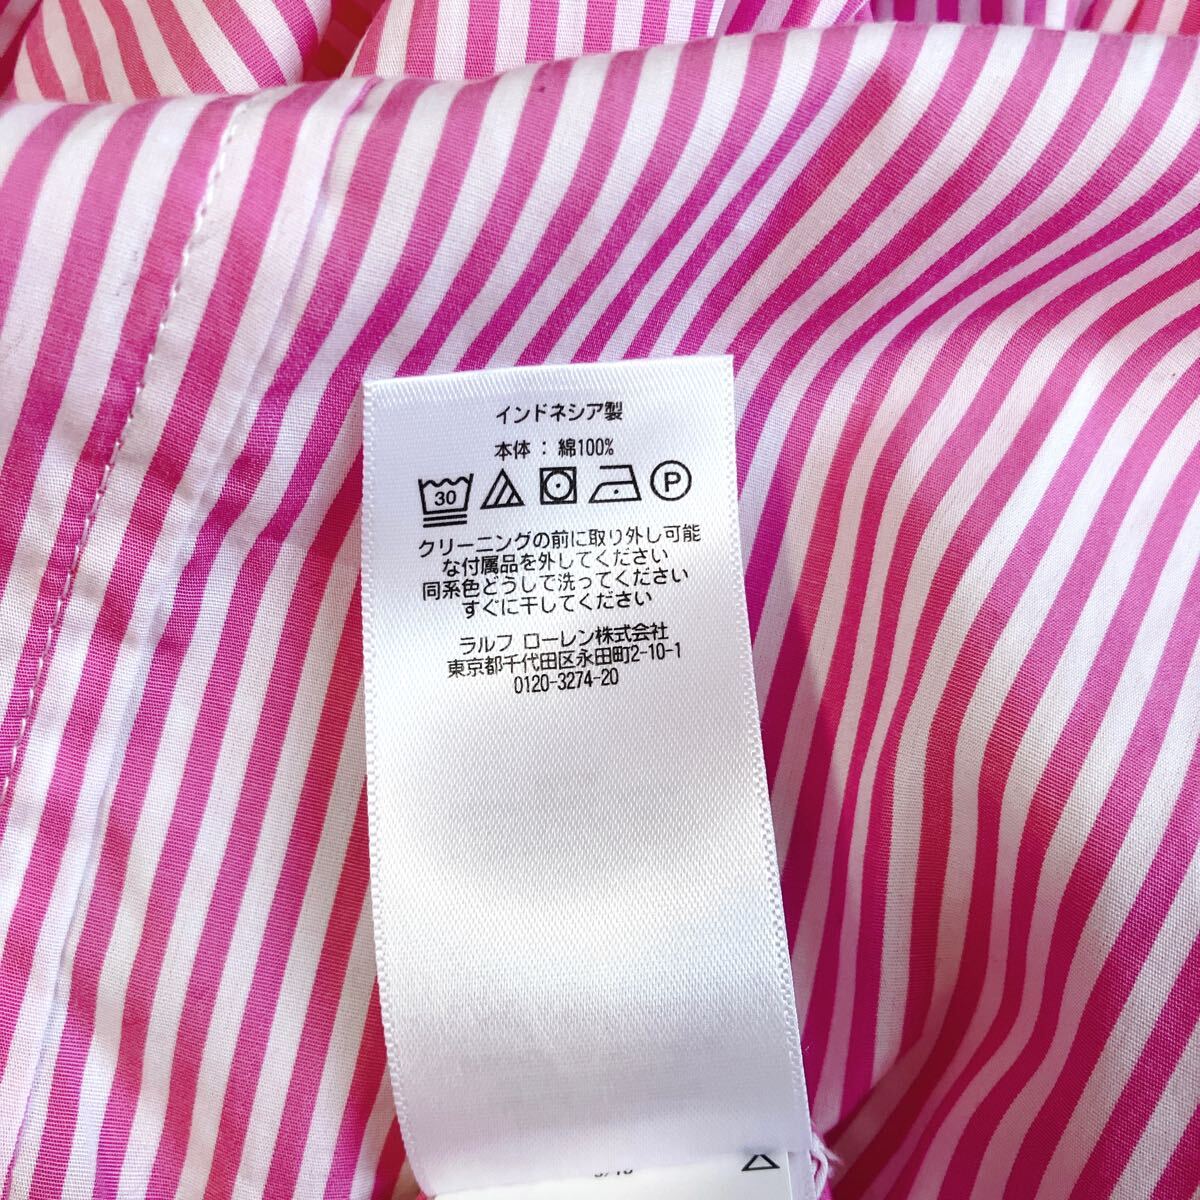 インドネシア製
本体 : 綿100%
30 P
クリーニングの前に取り外し可能
な付属品を外してください
同系色どうしで洗ってください
すぐに干してください
ラルフ ローレン株式会社
東京都千代田区永田町2-10-1
0120-3274-20